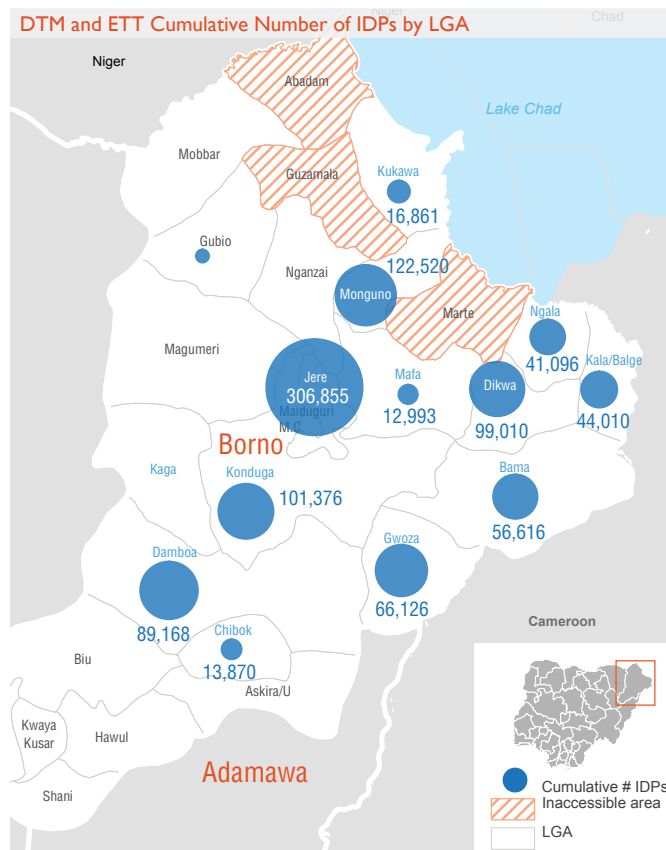 DTM and ETT Cumulative Number of IDPs by LGA
Niger
Chad
Niger
Abadam
Lake Chad
Mobbar
Guzamala
Kukawa
16,861
Gubio
Nganzai
122,520
Monguno
Marte
Ngala
41,096
Magumeri
Kala/Balge
44,010
Jere
306,855
Mafa
12,993
Dikwa
99,010
Maiduguri
M.C.
Borno
Kaga
Konduga
101,376
Bama
56,616
Damboa
89,168
Gwoza
66,126
Chibok
13,870
Cameroon
Biu
Askira/U
Kwaya
Kusar
Hawul
Adamawa
Shani
Cumulative # IDPs
Inaccessible area
LGA